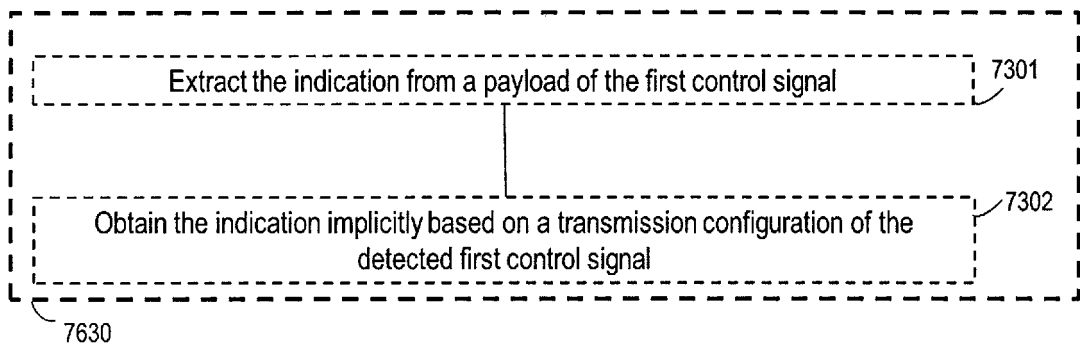 Extract the indication from a payload of the first control signal
7301
Obtain the indication implicitly based on a transmission configuration of the
detected first control signal
7302
7630